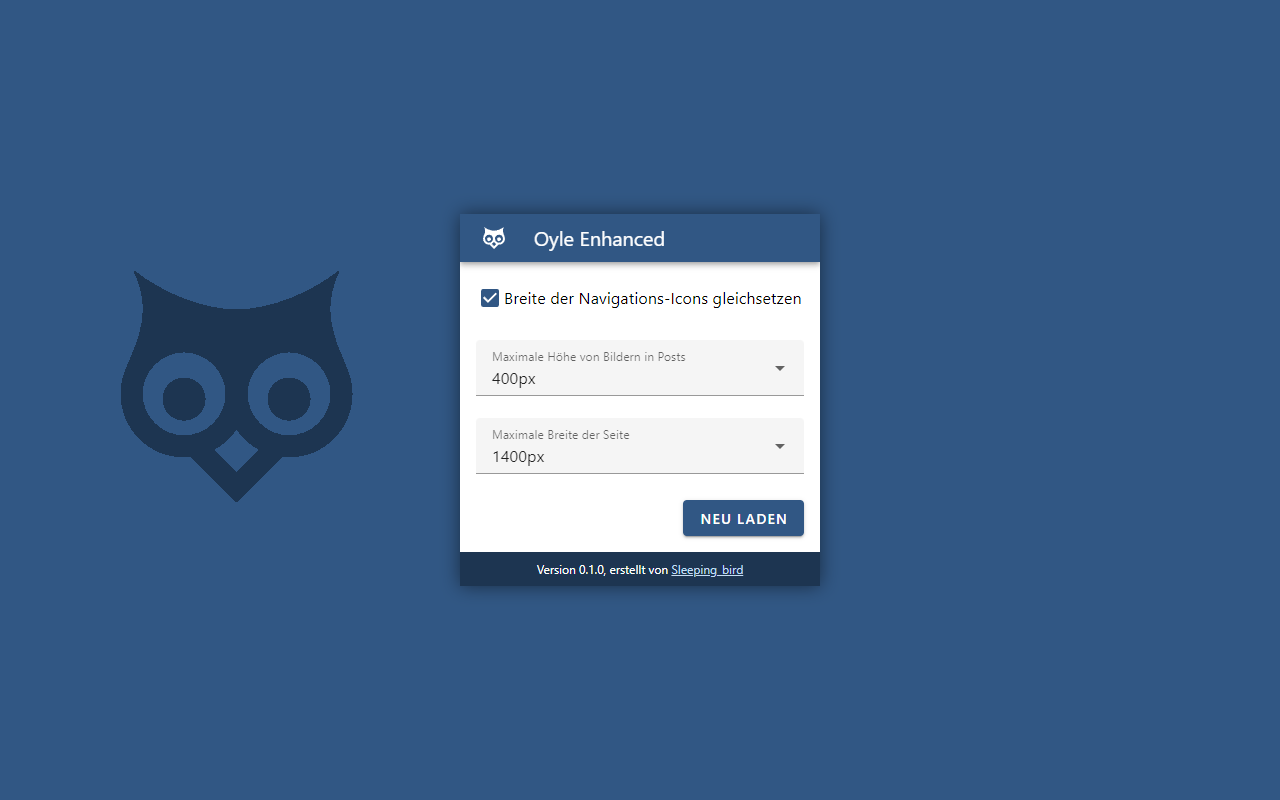 Oyle Enhanced
Breite der Navigations-Icons gleichsetzen
Maximale Höhe von Bildern in Posts
400px
Maximale Breite der Seite
1400px
NEU LADEN
Version 0.1.0, erstellt von Sleeping_bird